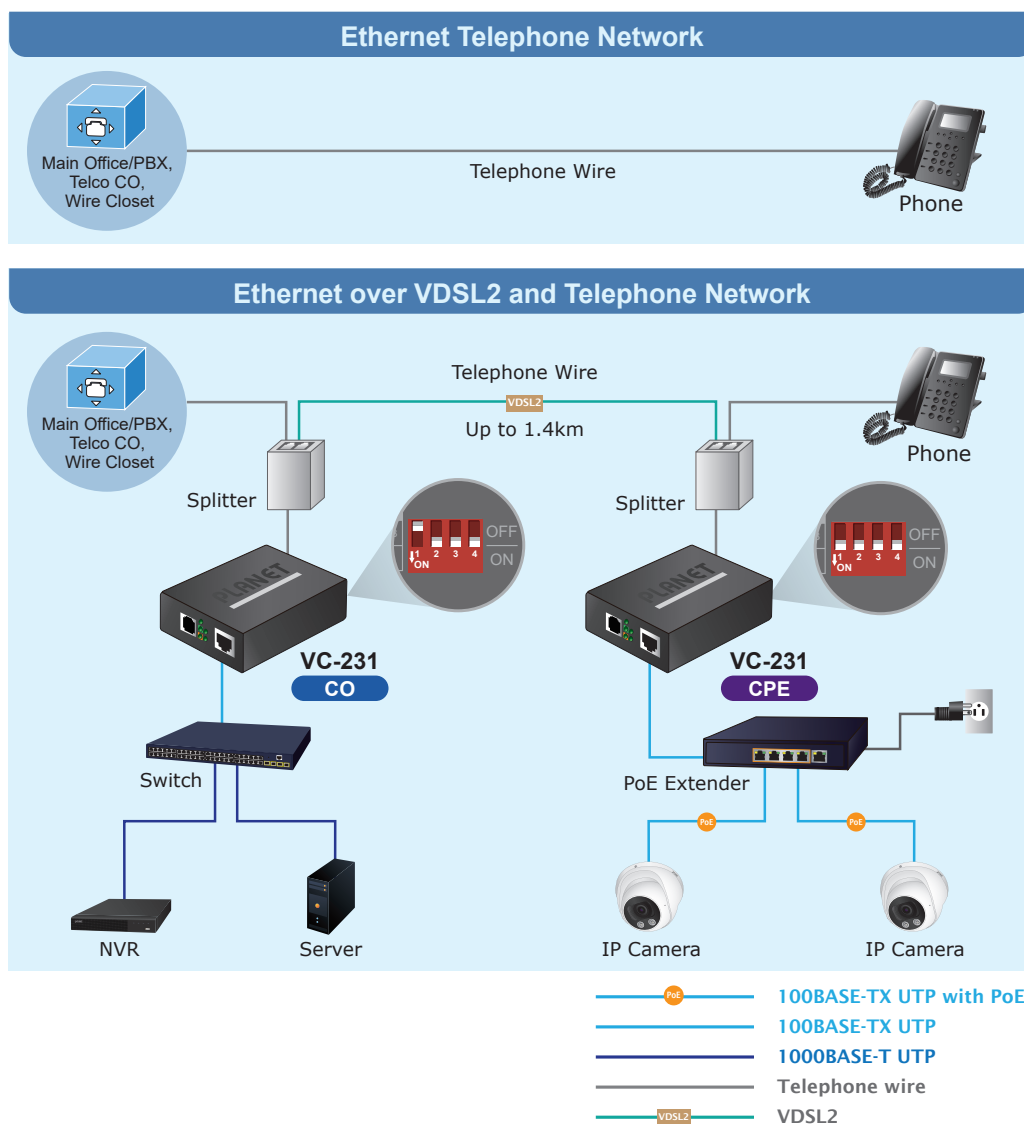 Ethernet Telephone Network
Main Office/PBX,
Telco CO,
Wire Closet
Telephone Wire
Phone
Ethernet over VDSL2 and Telephone Network
Main Office/PBX,
Telco CO,
Wire Closet
Telephone Wire
VDSL2
Up to 1.4km
Phone
Splitter
OFF
ON
1 2 3 4
ON
Splitter
OFF
ON
1 2 3 4
ON
PLANET
PLANET
VC-231
CO
VC-231
CPE
Switch
PoE Extender
PoE
PoE
NVR
Server
IP Camera
IP Camera
PoE
100BASE-TX UTP with PoE
100BASE-TX UTP
1000BASE-T UTP
Telephone wire
VDSL2
VDSL2